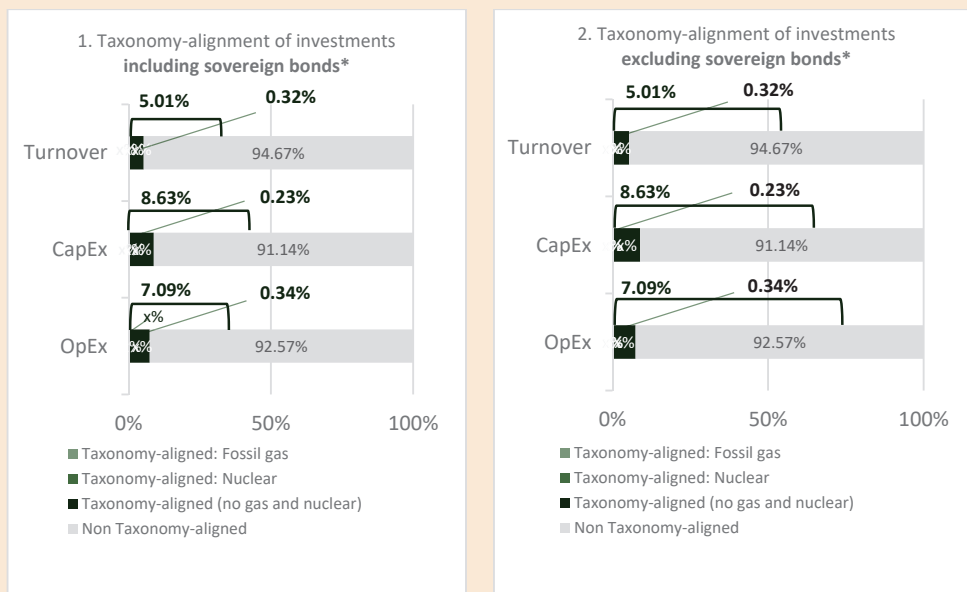 1. Taxonomy-alignment of investments
including sovereign bonds*
5.01% 0.32%
Turnover 94.67%
8.63% 0.23%
CapEx 91.14%
7.09% 0.34%
x%
OpEx 92.57%
0% 50% 100%
Taxonomy-aligned: Fossil gas
Taxonomy-aligned: Nuclear
Taxonomy-aligned (no gas and nuclear)
Non Taxonomy-aligned
2. Taxonomy-alignment of investments
excluding sovereign bonds*
5.01% 0.32%
Turnover 94.67%
8.63% 0.23%
CapEx x% 91.14%
7.09% 0.34%
OpEx 92.57%
0% 50% 100%
Taxonomy-aligned: Fossil gas
Taxonomy-aligned: Nuclear
Taxonomy-aligned (no gas and nuclear)
Non Taxonomy-aligned